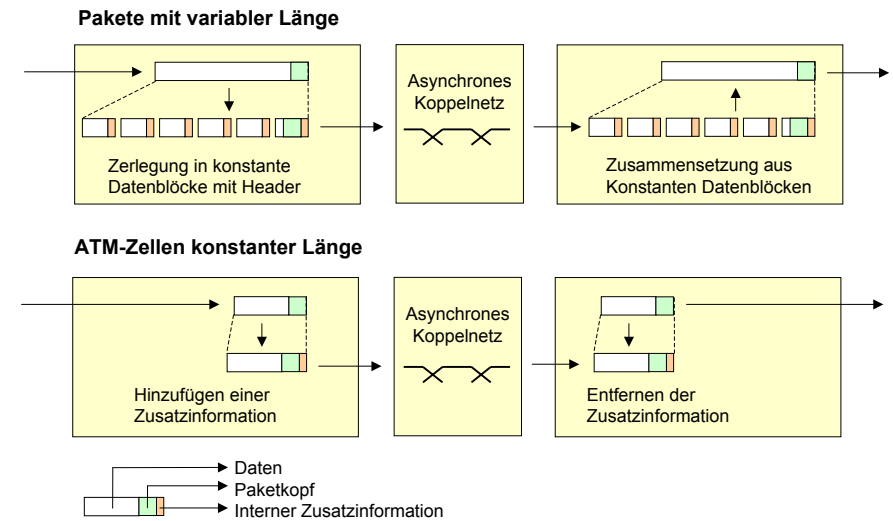 Pakete mit variabler Länge
Asynchrones
Koppelnetz
Zerlegung in konstante
Datenblöcke mit Header
Zusammensetzung aus
Konstanten Datenblöcken
ATM-Zellen konstanter Länge
Asynchrones
Koppelnetz
Hinzufügen einer
Zusatzinformation
Entfernen der
Zusatzinformation
Daten
Paketkopf
Interner Zusatzinformation